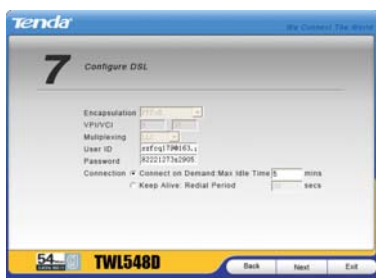 Tenda
We Connect The World
7 Configure DSL
Encapsulation
VPI/VCI
Multiplexing
User ID
Password
Connection Connect on Demand:Max Idle Time 5 mins
Keep Alive: Redial Period secs
54
TWL548D
Back Next Exit